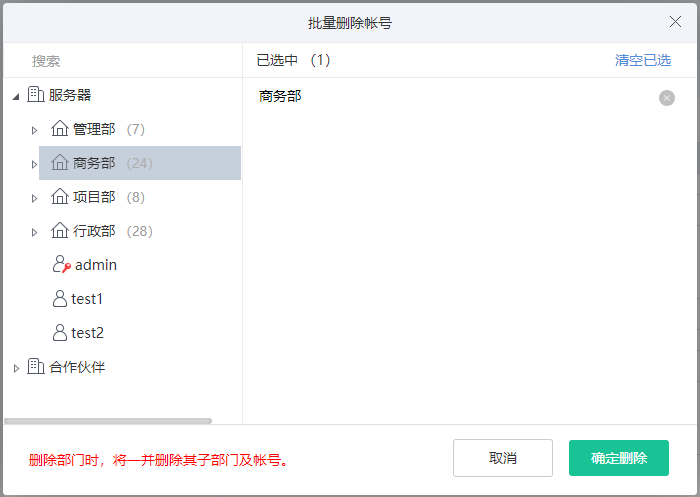 批量删除帐号
搜索
已选中 （1）
清空已选
服务器
商务部
管理部 （7）
商务部 （24）
项目部 （8）
行政部 （28）
admin
test1
test2
合作伙伴
删除部门时，将一并删除其子部门及帐号。
取消
确定删除